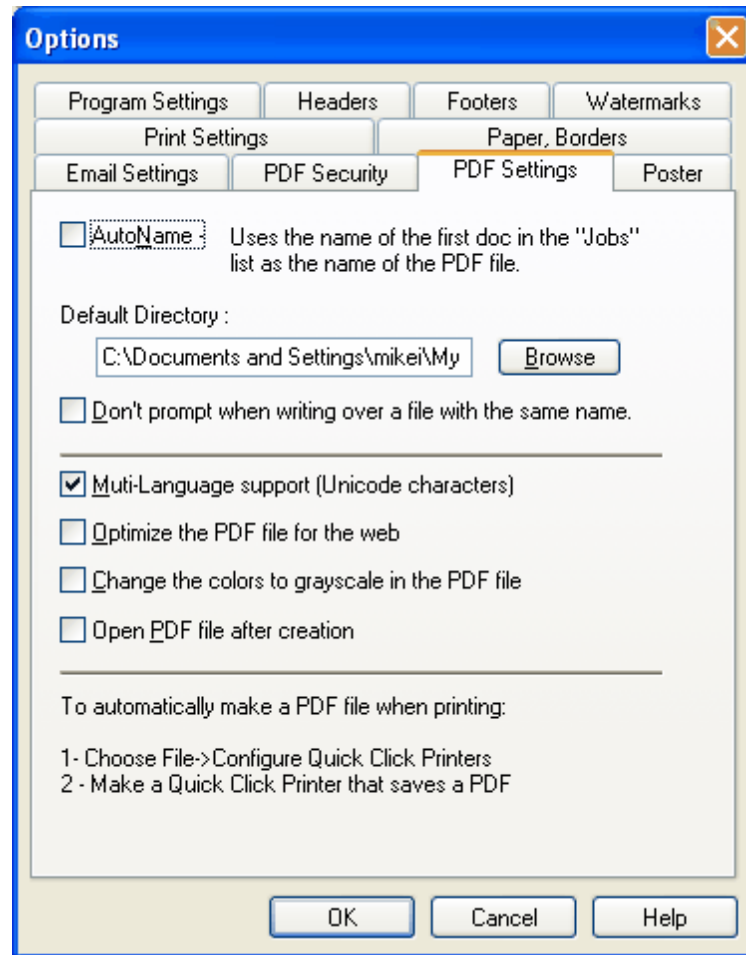 Options
Program Settings Headers Footers Watermarks
Print Settings Paper, Borders
Email Settings PDF Security PDF Settings Poster
AutoName - Uses the name of the first doc in the "Jobs"
list as the name of the PDF file.
Default Directory :
C:\Documents and Settings\mikei\My Browse
Don't prompt when writing over a file with the same name.
Muti-Language support (Unicode characters)
Optimize the PDF file for the web
Change the colors to grayscale in the PDF file
Open PDF file after creation
To automatically make a PDF file when printing:
1- Choose File->Configure Quick Click Printers
2 - Make a Quick Click Printer that saves a PDF
OK Cancel Help